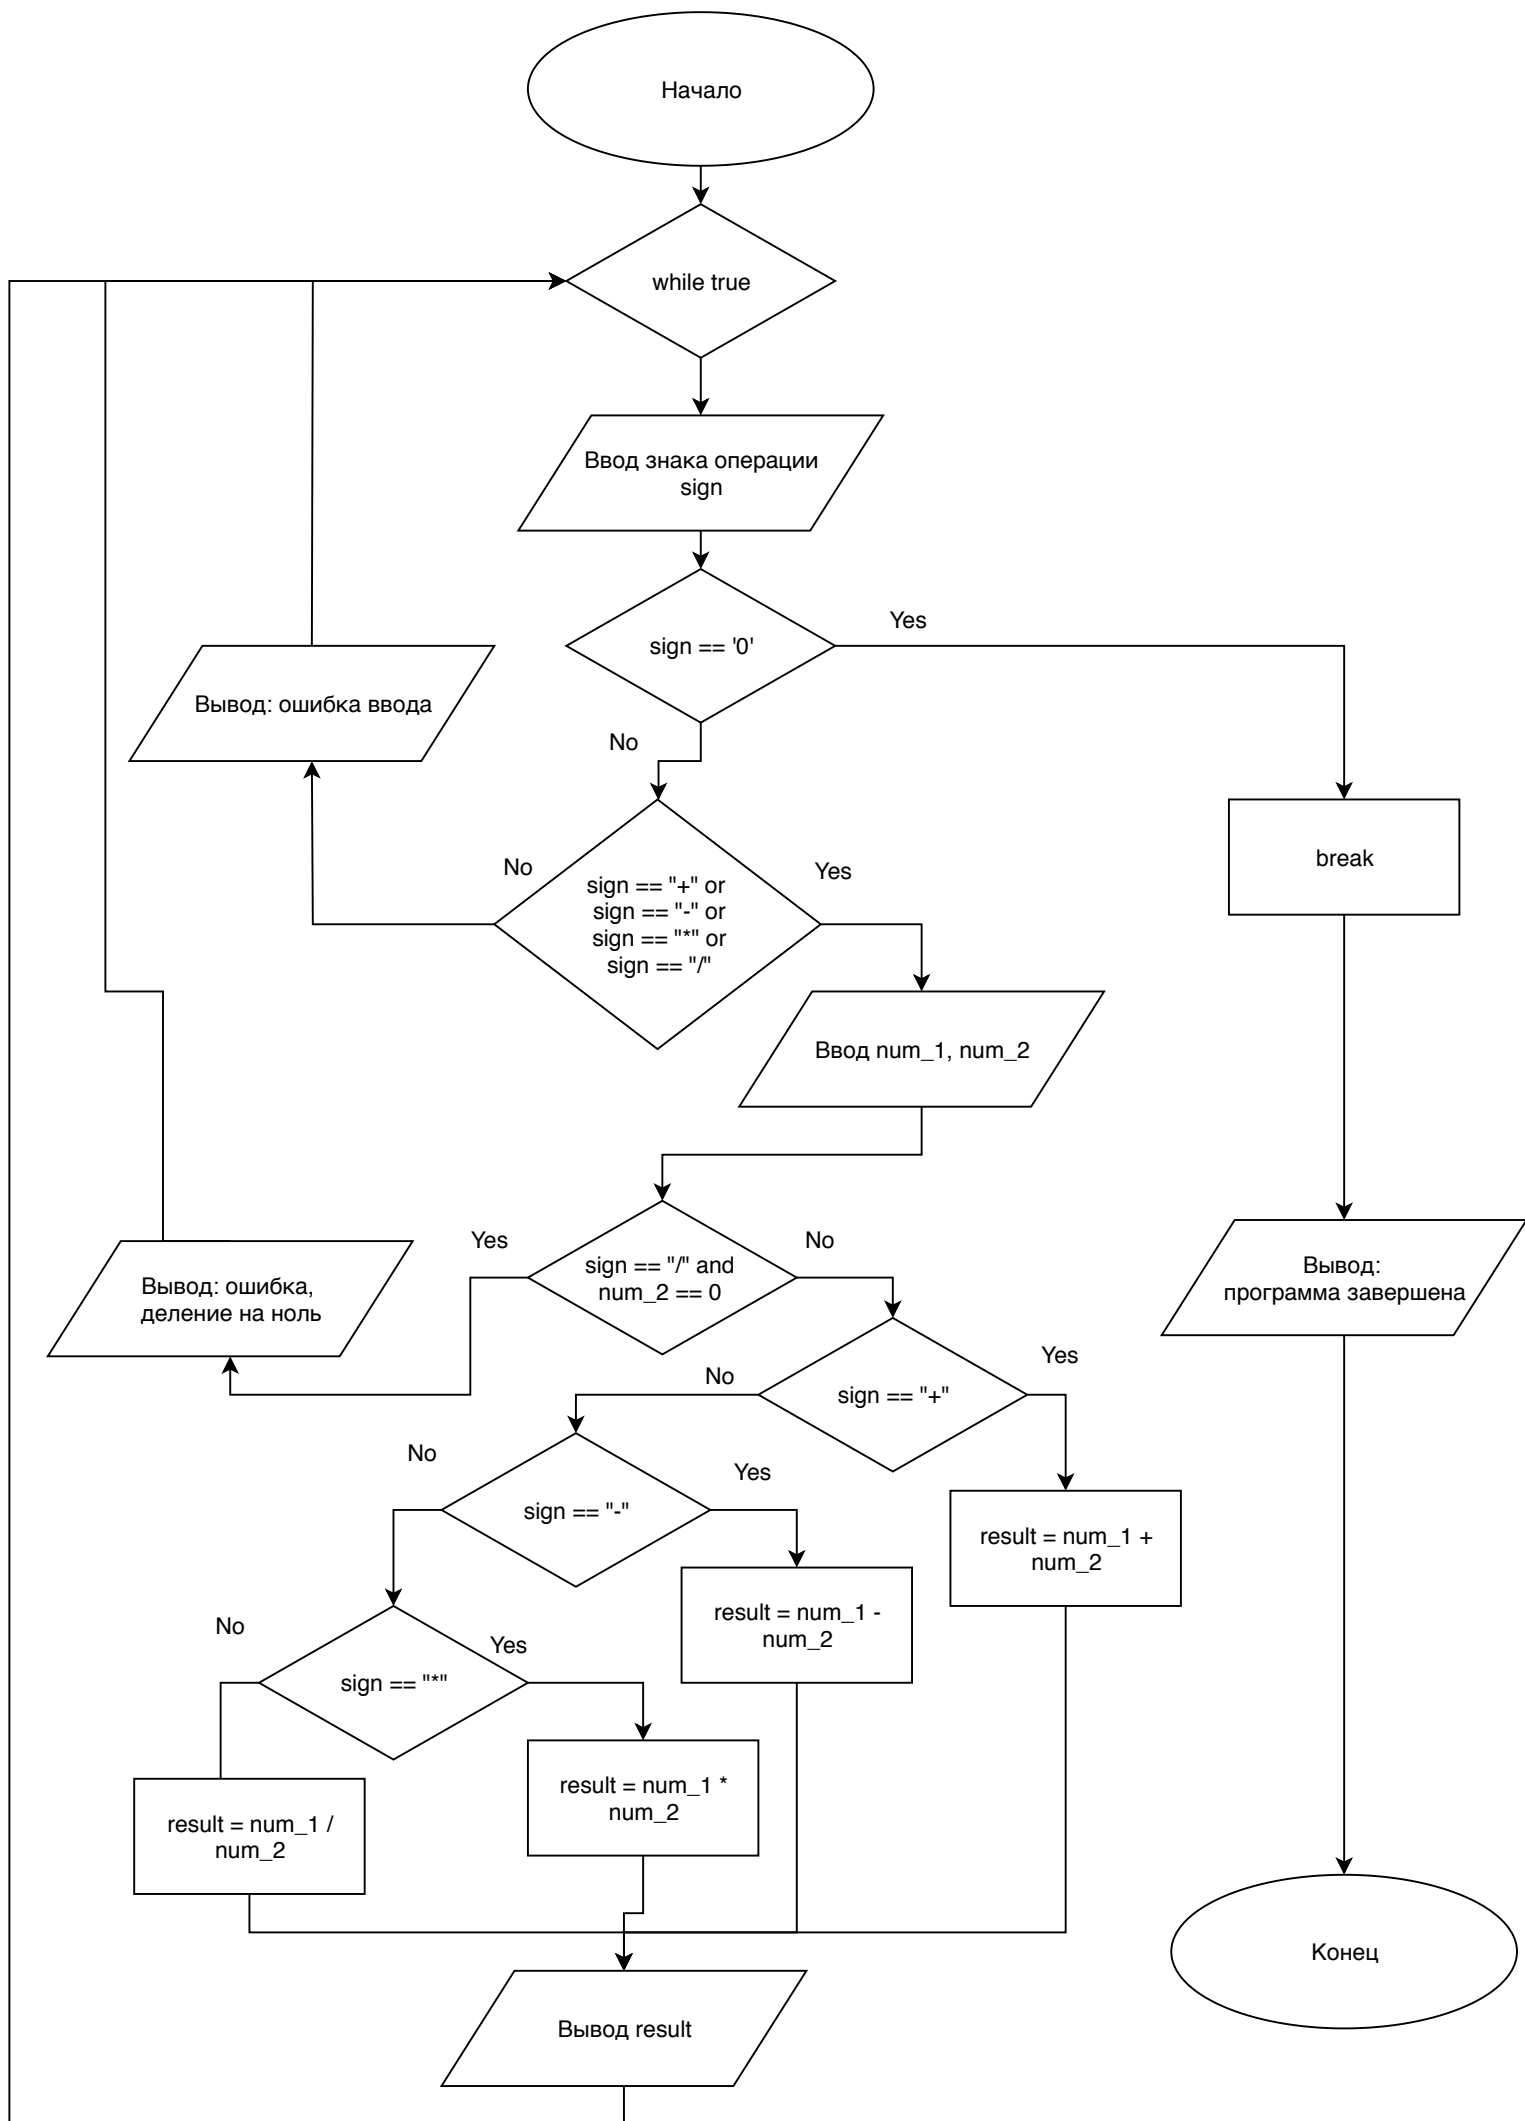 Начало
while true
Ввод знака операции
sign
sign == '0'
Yes
No
Вывод: ошибка ввода
break
No
sign == "+" or
sign == "-" or
sign == "*" or
sign == "/"
Yes
Ввод num_1, num_2
Yes
sign == "/" and
num_2 == 0
No
Вывод: ошибка,
деление на ноль
Вывод:
программа завершена
No
sign == "+"
Yes
No
sign == "-"
Yes
result = num_1 +
num_2
result = num_1 -
num_2
No
sign == "*"
Yes
result = num_1 *
num_2
result = num_1 /
num_2
Конец
Вывод result